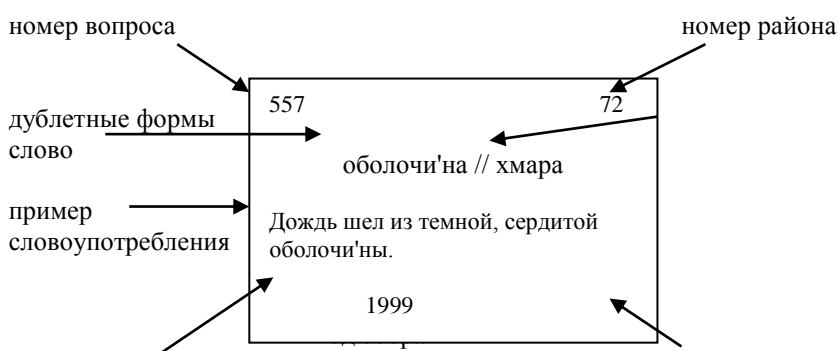 номер вопроса
номер района
557
72
дублетные формы
слово
оболочи'на // хмара
пример
словоупотребления
Дождь шел из темной, сердитой
оболочи'ны.
1999